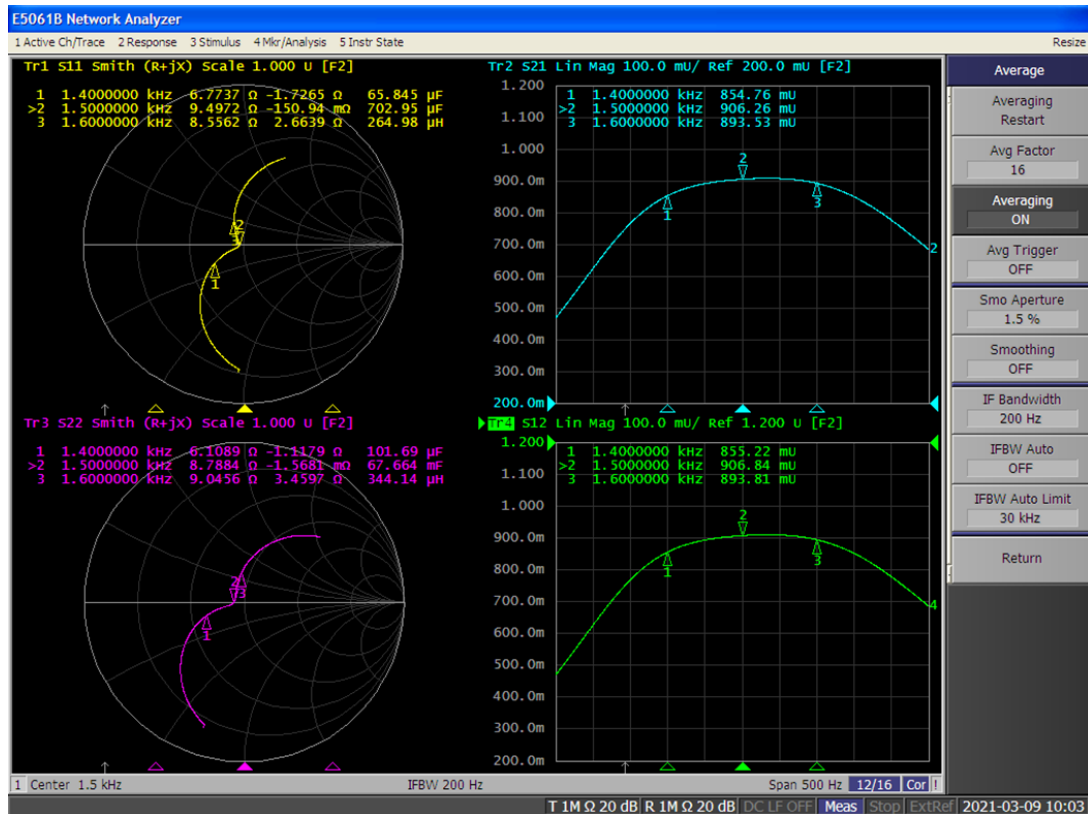 E5061B Network Analyzer
1 Active Ch/Trace 2 Response 3 Stimulus 4 Mkr/Analysis 5 Instr State
Resize
Tr1 S11 Smith (R+jX) Scale 1.000 U [F2]
1 1.4000000 kHz 6.7737 Ω -1.7265 Ω 65.845 µF
>2 1.5000000 kHz 9.4972 Ω -150.94 mΩ 702.95 µF
3 1.6000000 kHz 8.5562 Ω 2.6639 Ω 264.98 µH
2
1
Tr2 S21 Lin Mag 100.0 mU/ Ref 200.0 mU [F2]
1 1.4000000 kHz 854.76 mU
>2 1.5000000 kHz 906.26 mU
3 1.6000000 kHz 893.53 mU
1.200
1.100
1.000
900.0m
800.0m
700.0m
600.0m
500.0m
400.0m
300.0m
200.0m
1
2
3
2
Tr3 S22 Smith (R+jX) Scale 1.000 U [F2]
1 1.4000000 kHz 6.1089 Ω -1.1179 Ω 101.69 µF
>2 1.5000000 kHz 8.7884 Ω -1.5681 mΩ 67.664 mF
3 1.6000000 kHz 9.0456 Ω 3.4597 Ω 344.14 µH
2
3
1
Tr4 S12 Lin Mag 100.0 mU/ Ref 1.200 U [F2]
1 1.4000000 kHz 855.22 mU
>2 1.5000000 kHz 906.84 mU
3 1.6000000 kHz 893.81 mU
1.200
1.100
1.000
900.0m
800.0m
700.0m
600.0m
500.0m
400.0m
300.0m
200.0m
1
2
3
4
1 Center 1.5 kHz IFBW 200 Hz Span 500 Hz 12/16 Cor !
Average
Averaging
Restart
Avg Factor
16
Averaging
ON
Avg Trigger
OFF
Smo Aperture
1.5 %
Smoothing
OFF
IF Bandwidth
200 Hz
IFBW Auto
OFF
IFBW Auto Limit
30 kHz
Return
T 1M Ω 20 dB R 1M Ω 20 dB DC LF OFF Meas Stop ExtRef 2021-03-09 10:03